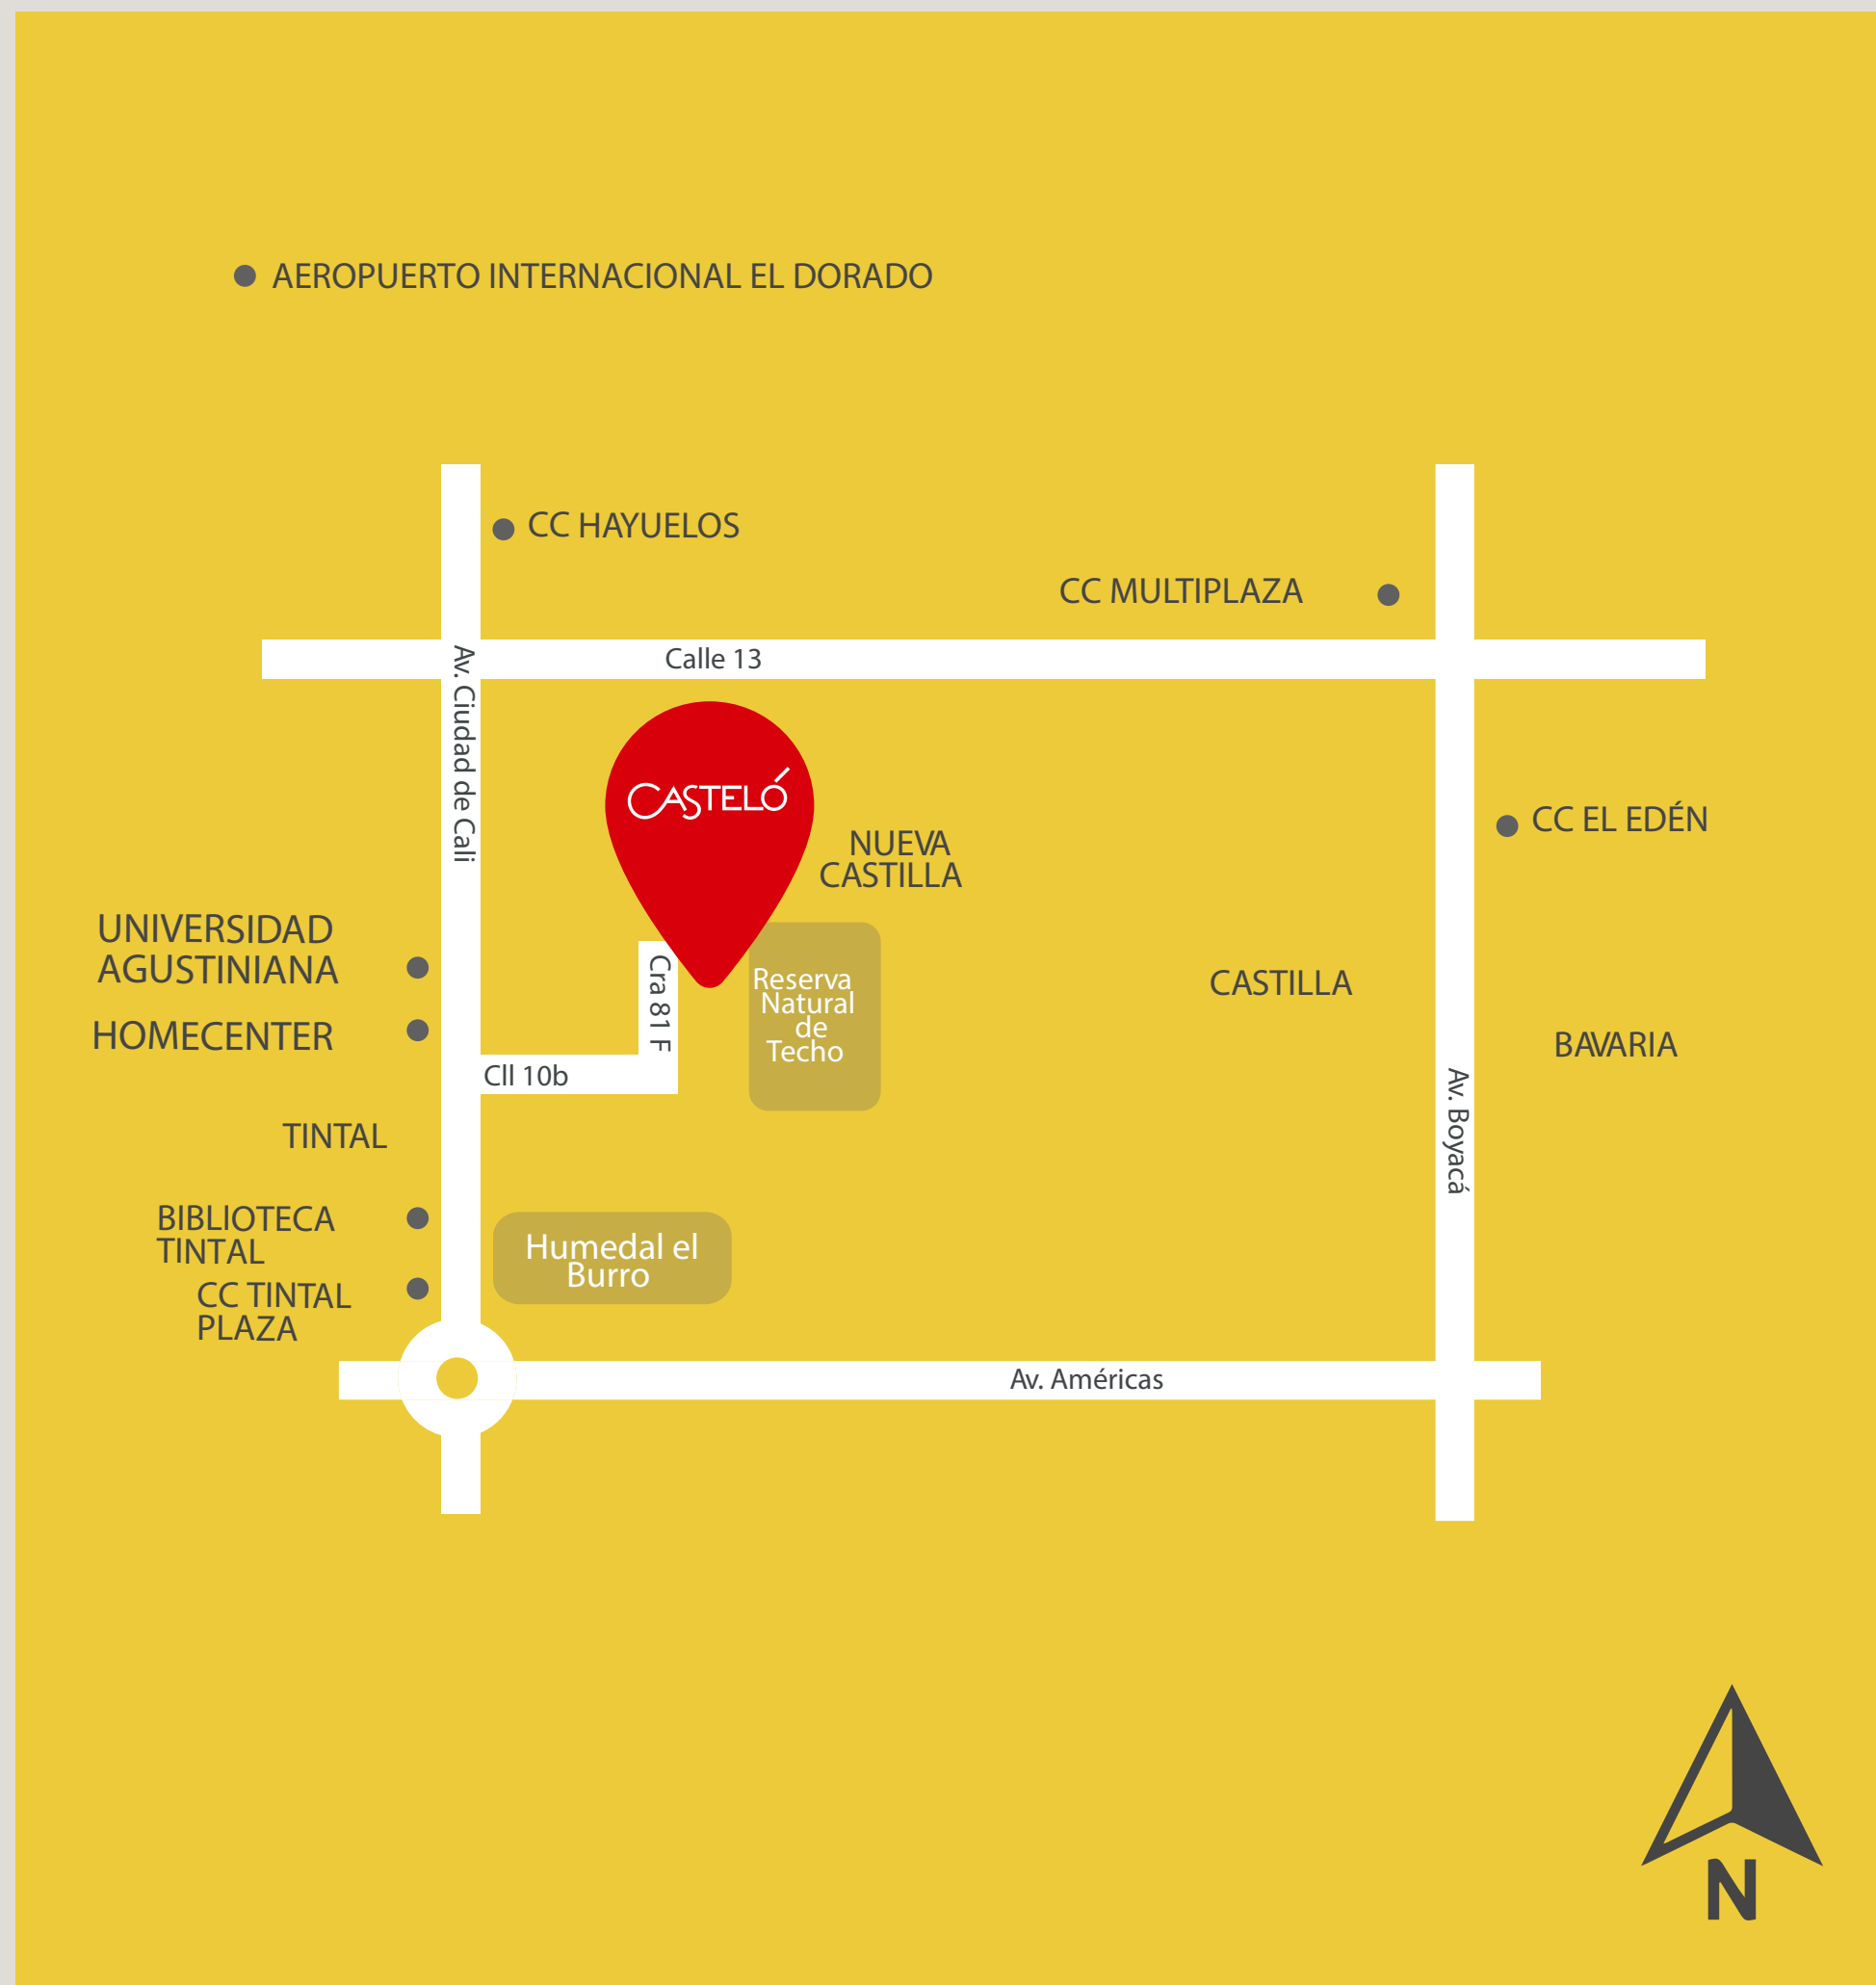 AEROPUERTO INTERNACIONAL EL DORADO
CC HAYUELOS
CC MULTIPLAZA
Calle 13
Av. Ciudad de Cali
CASTELÓ
CC EL EDÉN
NUEVA
CASTILLA
UNIVERSIDAD
AGUSTINIANA
Cra 81 F
Reserva
Natural
de
Techo
CASTILLA
HOMECENTER
BAVARIA
Cll 10b
Av. Boyacá
TINTAL
BIBLIOTECA
TINTAL
Humedal el
Burro
CC TINTAL
PLAZA
Av. Américas
N